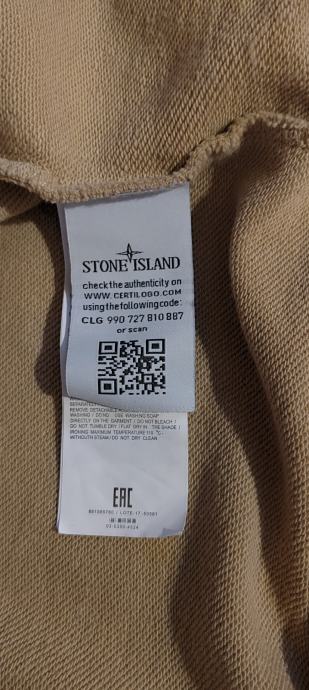 STONE ISLAND
check the authenticity on
WWW.CERTILOGO.COM
using the following code:
CLG 990 727 810 887
or scan
REMOVE DETACHABLE
WASHING / DO NO USE WASHING SOAP
DIRECTLY ON THE GARMENT / DO NOT BLEACH /
DO NOT TUMBLE DRY / FLAT DRY IN THE SHADE /
IRONING MAXIMUM TEMPERATURE 110 °C
WITHOUTH STEAM / DO NOT DRY CLEAN
EAC